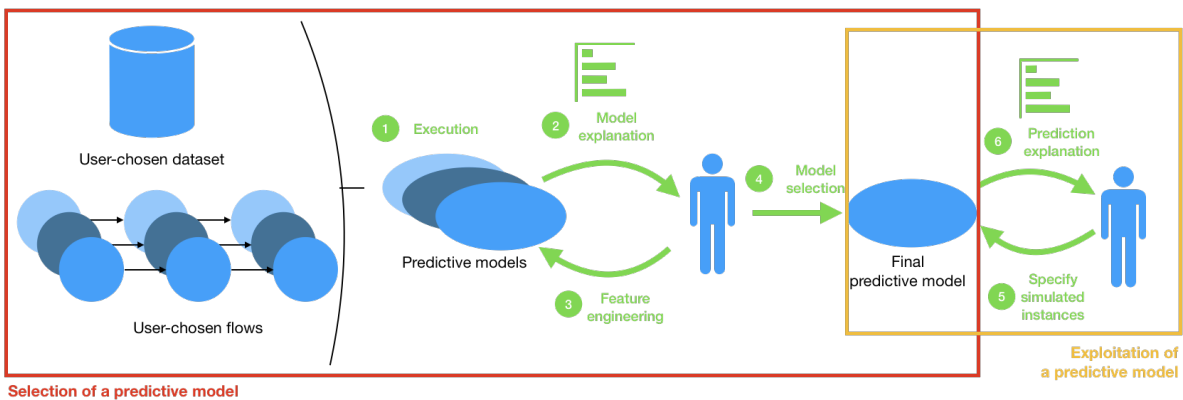 User-chosen dataset
User-chosen flows
1 Execution
Predictive models
2 Model
explanation
3 Feature
engineering
4 Model
selection
Final
predictive model
5 Specify
simulated
instances
6 Prediction
explanation
Selection of a predictive model
Exploitation of
a predictive model